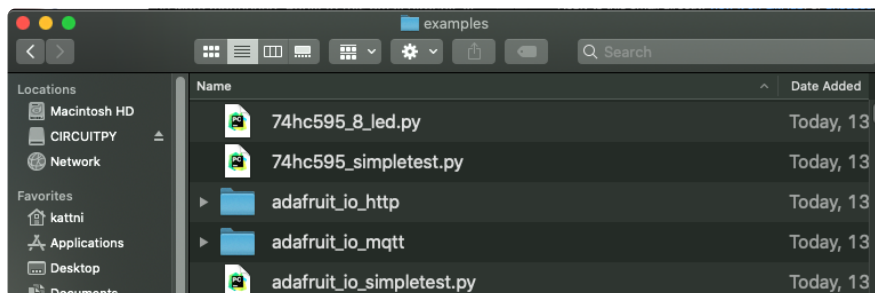 examples
Search
Locations
Macintosh HD
CIRCUITPY
Network
Favorites
kattni
Applications
Desktop
Documents
Name Date Added
74hc595_8_led.py Today, 13
74hc595_simpletest.py Today, 13
adafruit_io_http Today, 13
adafruit_io_mqtt Today, 13
adafruit_io_simpletest.py Today, 13